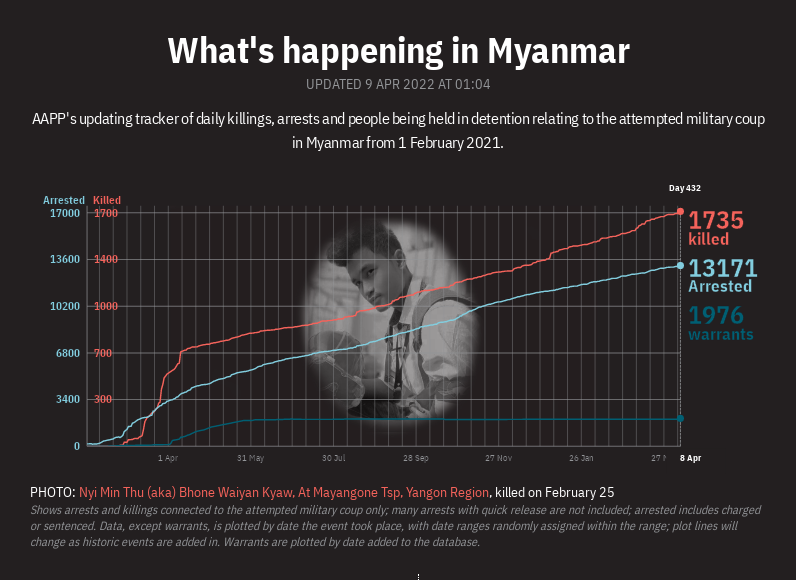 What's happening in Myanmar
UPDATED 9 APR 2022 AT 01:04
AAPP's updating tracker of daily killings, arrests and people being held in detention relating to the attempted military coup
in Myanmar from 1 February 2021.
Day 432
Arrested Killed
17000 1700
1735
killed
13600 1400
13171
Arrested
10200 1000
1976
warrants
6800 700
3400 300
0
1 Apr 31 May 30 Jul 28 Sep 27 Nov 26 Jan 27 8 Apr
PHOTO: Nyi Min Thu (aka) Bhone Waiyan Kyaw, At Mayangone Tsp, Yangon Region, killed on February 25
Shows arrests and killings connected to the attempted military coup only; many arrests with quick release are not included; arrested includes charged
or sentenced. Data, except warrants, is plotted by date the event took place, with date ranges randomly assigned within the range; plot lines will
change as historic events are added in. Warrants are plotted by date added to the database.